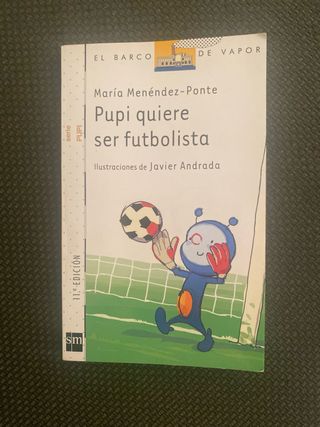 EL BARCO DE VAPOR
María Menéndez-Ponte
Pupi quiere
ser futbolista
Ilustraciones de Javier Andrada
serie
PUPI
11.ª EDICIÓN
sm